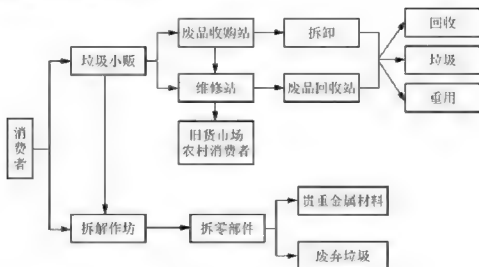 废品收购站
拆卸
回收
垃圾小贩
垃圾
维修站
废品回收站
重用
消费者
旧货市场
农村消费者
贵重金属材料
拆解作坊
拆零部件
废弃垃圾